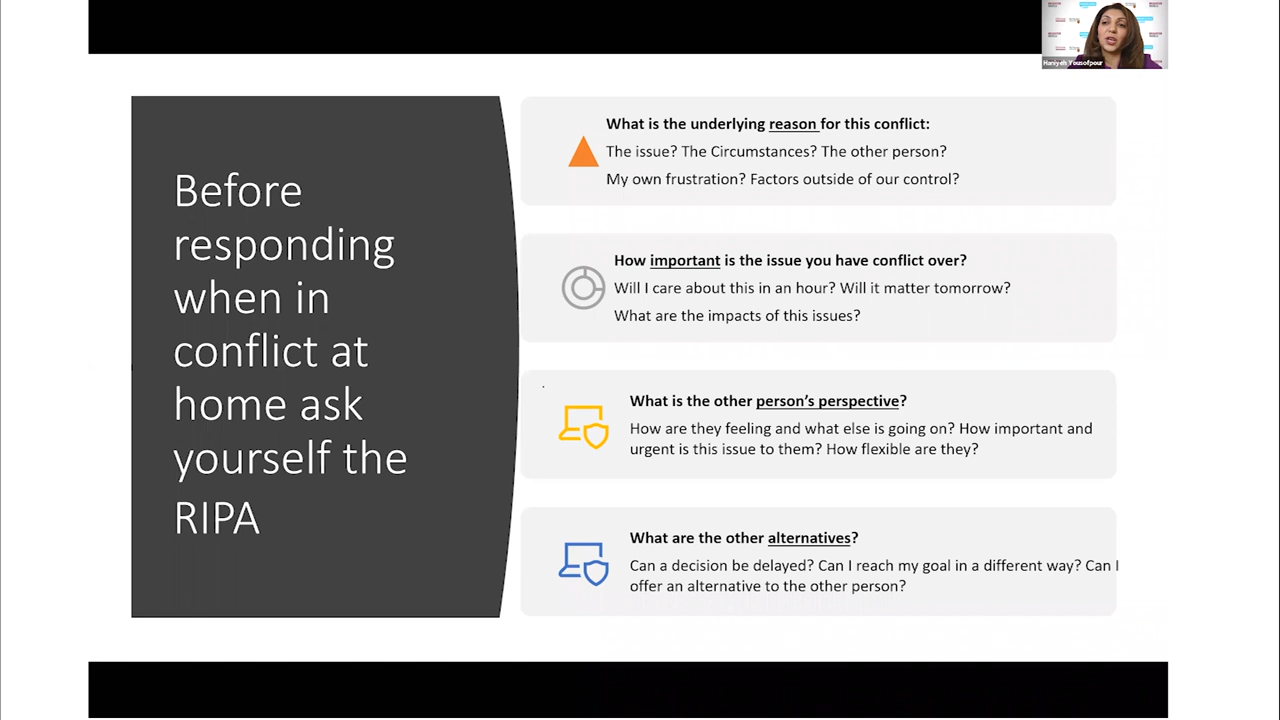 Haniyeh Yousofpour
Before
responding
when in
conflict at
home ask
yourself the
RIPA
What is the underlying reason for this conflict:
The issue? The Circumstances? The other person?
My own frustration? Factors outside of our control?
How important is the issue you have conflict over?
Will I care about this in an hour? Will it matter tomorrow?
What are the impacts of this issues?
What is the other person’s perspective?
How are they feeling and what else is going on? How important and
urgent is this issue to them? How flexible are they?
What are the other alternatives?
Can a decision be delayed? Can I reach my goal in a different way? Can I
offer an alternative to the other person?